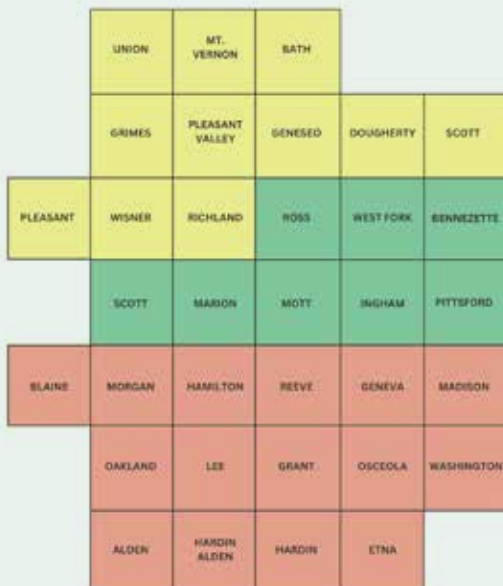 UNION
MT.
VERNON
BATH
GRIMES
PLEASANT
VALLEY
GENESEO
DOUGHERTY
SCOTT
PLEASANT
WISNER
RICHLAND
ROSS
WEST FORK
BENNEZETTE
SCOTT
MARION
MOTT
INGHAM
PITTSFORD
BLAINE
MORGAN
HAMILTON
REEVE
GENEVA
MADISON
OAKLAND
LEE
GRANT
OSCEOLA
WASHINGTON
ALDEN
HARDIN
ALDEN
HARDIN
ETNA